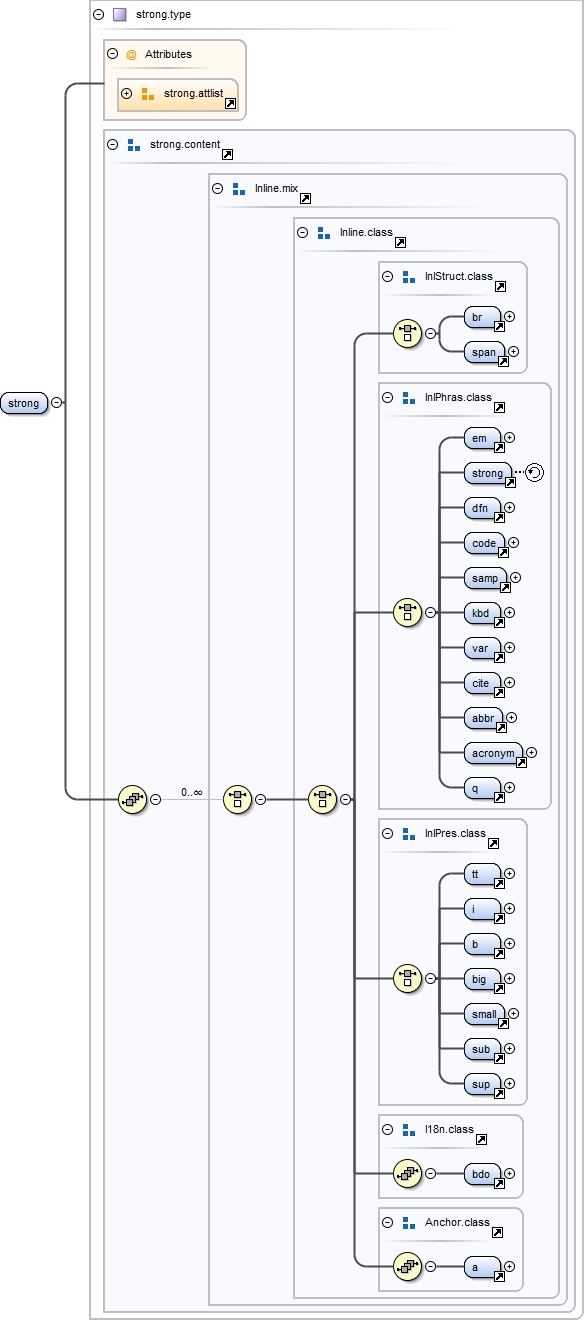 strong.type
@ Attributes
strong.attlist
strong.content
Inline.mix
Inline.class
InlStruct.class
br
span
strong
InlPhras.class
em
strong
dfn
code
samp
kbd
var
cite
abbr
acronym
q
0..∞
InlPres.class
tt
i
b
big
small
sub
sup
I18n.class
bdo
Anchor.class
a